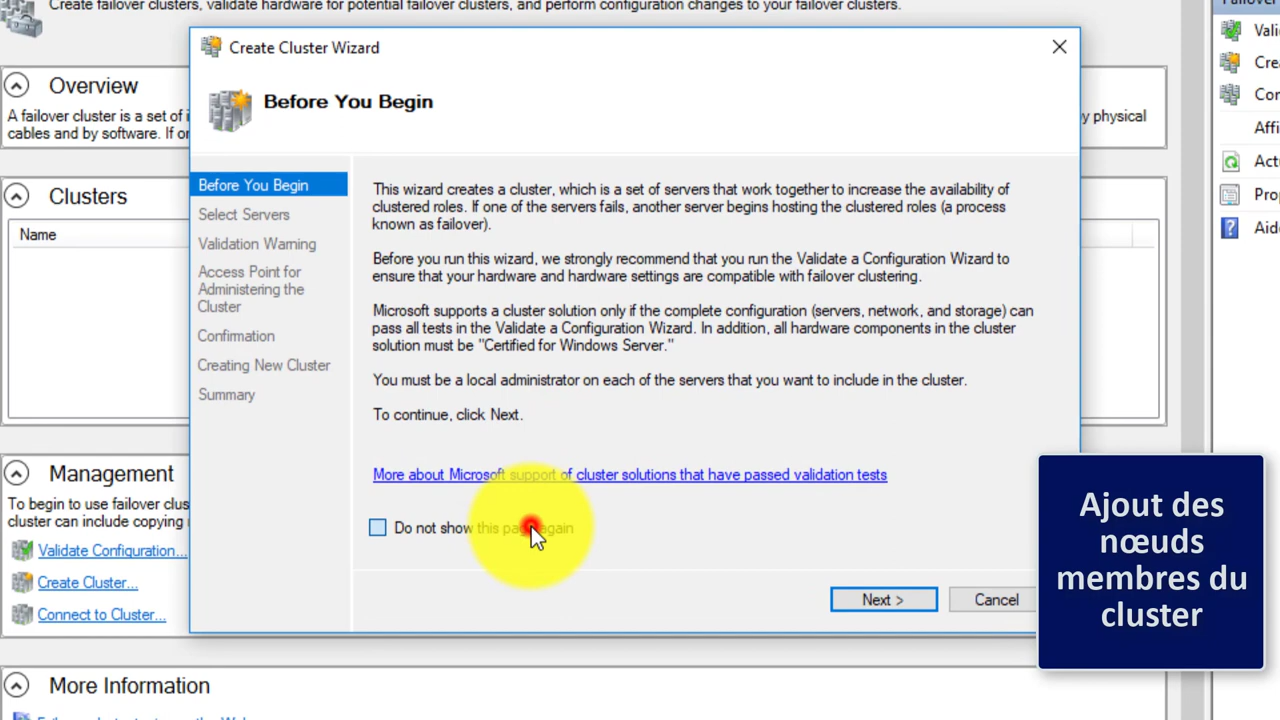 Create failover clusters, validate hardware for potential failover clusters, and perform configuration changes to your failover clusters.
Create Cluster Wizard
Before You Begin
Before You Begin
Select Servers
Validation Warning
Access Point for
Administering the
Cluster
Confirmation
Creating New Cluster
Summary
This wizard creates a cluster, which is a set of servers that work together to increase the availability of
clustered roles. If one of the servers fails, another server begins hosting the clustered roles (a process
known as failover).
Before you run this wizard, we strongly recommend that you run the Validate a Configuration Wizard to
ensure that your hardware and hardware settings are compatible with failover clustering.
Microsoft supports a cluster solution only if the complete configuration (servers, network, and storage) can
pass all tests in the Validate a Configuration Wizard. In addition, all hardware components in the cluster
solution must be "Certified for Windows Server."
You must be a local administrator on each of the servers that you want to include in the cluster.
To continue, click Next.
More about Microsoft support of cluster solutions that have passed validation tests
Do not show this page again
Next >
Cancel
Overview
A failover cluster is a set of i
y physical
cables and by software. If on
Clusters
Name
Management
To begin to use failover clus
cluster can include copying
Validate Configuration...
Create Cluster...
Connect to Cluster...
More Information
Failover
Vali
Crea
Con
Affi
Actu
Prop
Aide
Ajout des
nœuds
membres du
cluster